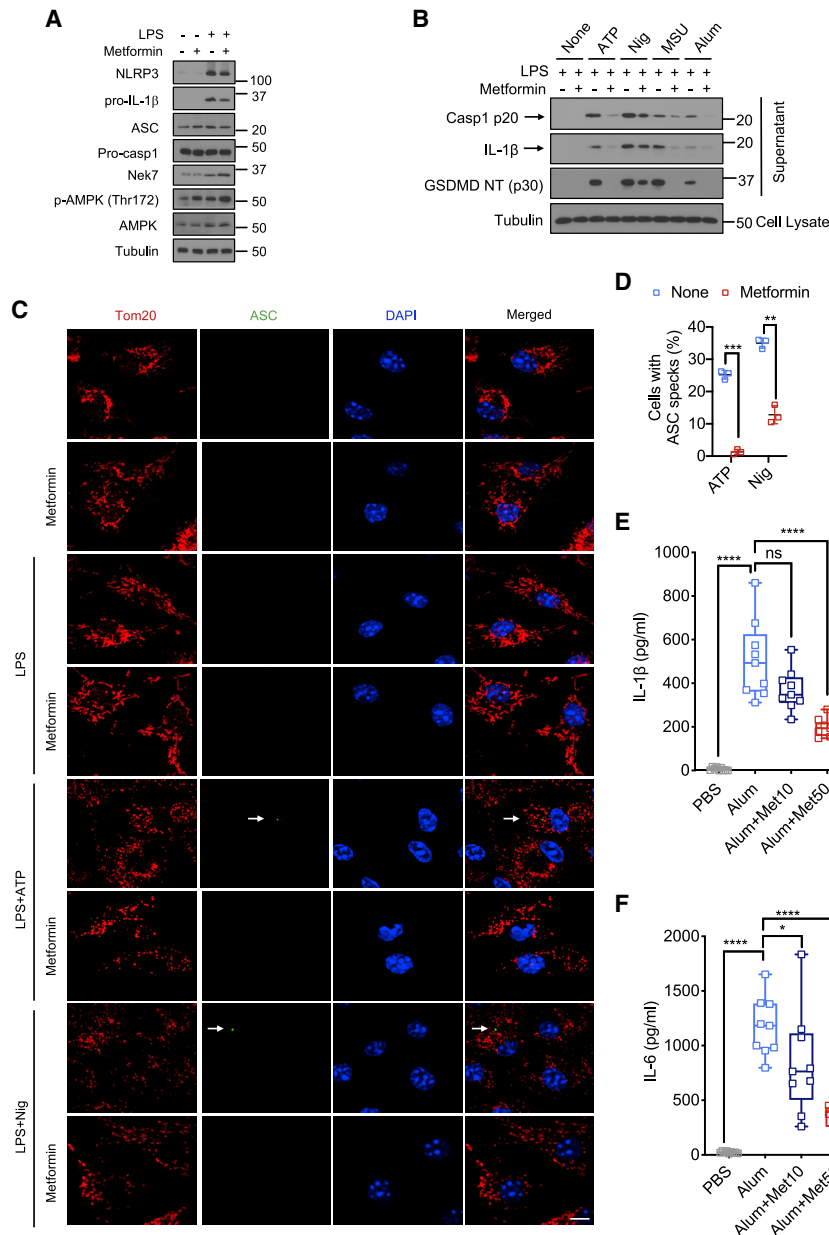 A
LPS - - + +
Metformin - + - +
NLRP3 100
pro-IL-1β 37
ASC 20
Pro-casp1 50
Nek7 37
p-AMPK (Thr172) 50
AMPK 50
Tubulin 50
B
None ATP Nig MSU Alum
LPS + + + + + + + + + +
Metformin - + - + - + - + - +
Casp1 p20 20
IL-1β 20
GSDMD NT (p30) 37
Supernatant
Tubulin 50 Cell Lysate
C
Tom20 ASC DAPI Merged
Metformin
LPS
Metformin
LPS+ATP
Metformin
LPS+Nig
Metformin
D
None Metformin
Cells with
ASC specks (%)
40
30
20
10
0
*** **
ATP Nig
E
****
**** ns
IL-1β (pg/ml)
1000
800
600
400
200
0
PBS Alum Alum+Met10 Alum+Met50
F
****
**** *
IL-6 (pg/ml)
2000
1500
1000
500
0
PBS Alum Alum+Met10 Alum+Met5